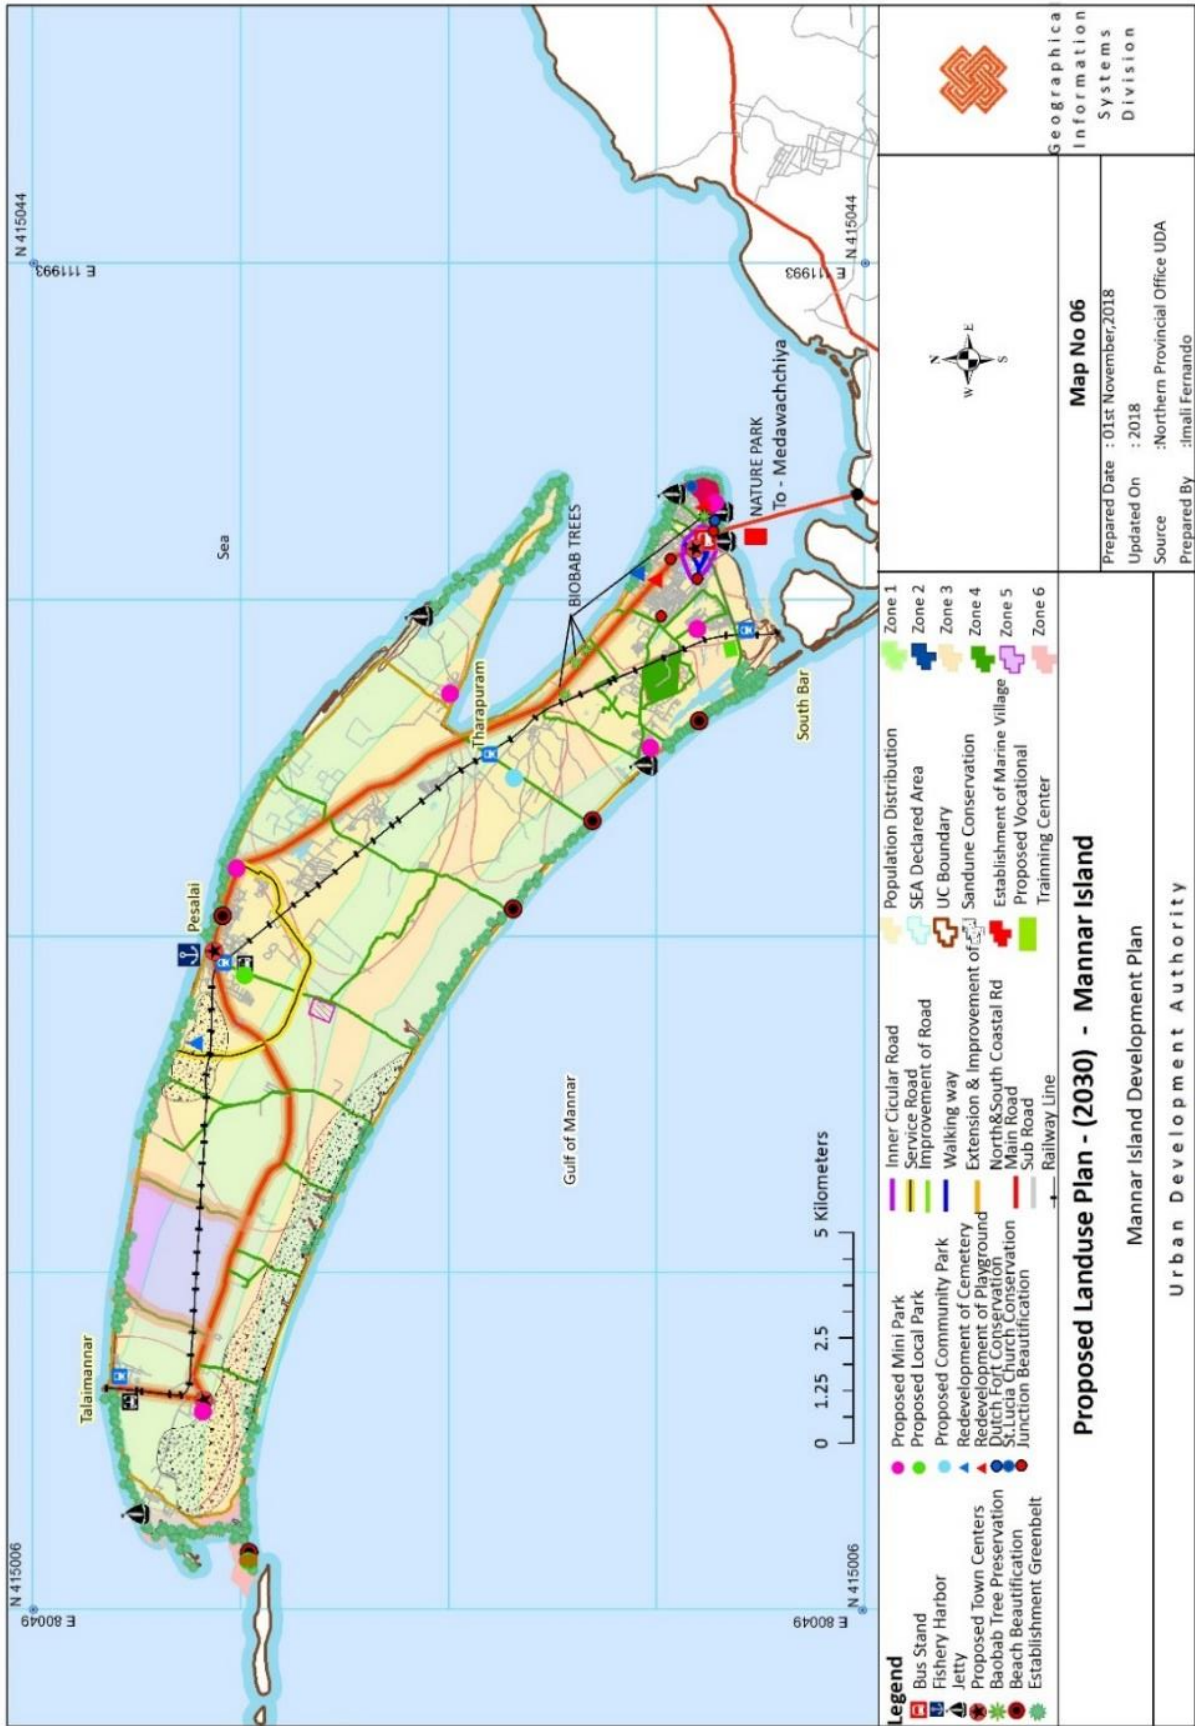 N 415006
E 80049
N 415044
E 111993
Sea
Talaimannar
Pesalai
Tharapuram
BIOBAB TREES
NATURE PARK
To - Medawachchiya
South Bar
Gulf of Mannar
0 1.25 2.5 5 Kilometers
N 415006
E 80049
N 415044
E 111993
Legend
Bus Stand
Fishery Harbor
Jetty
Proposed Town Centers
Baobab Tree Preservation
Beach Beautification
Establishment Greenbelt
Proposed Mini Park
Proposed Local Park
Proposed Community Park
Redevelopment of Cemetery
Redevelopment of Playground
Dutch Fort Conservation
St.Lucia Church Conservation
Junction Beautification
Inner Cicular Road
Service Road
Improvement of Road
Walking way
Extension & Improvement of
North&South Coastal Rd
Main Road
Sub Road
Railway Line
Population Distribution
SEA Declared Area
UC Boundary
Sandune Conservation
Establishment of Marine Village
Proposed Vocational
Trainning Center
Zone 1
Zone 2
Zone 3
Zone 4
Zone 5
Zone 6
Proposed Landuse Plan - (2030) - Mannar Island
Mannar Island Development Plan
Urban Development Authority
N
W E
S
Map No 06
Prepared Date : 01st November,2018
Updated On : 2018
Source :Northern Provincial Office UDA
Prepared By :Imali Fernando
Geographica
Information
Systems
Division